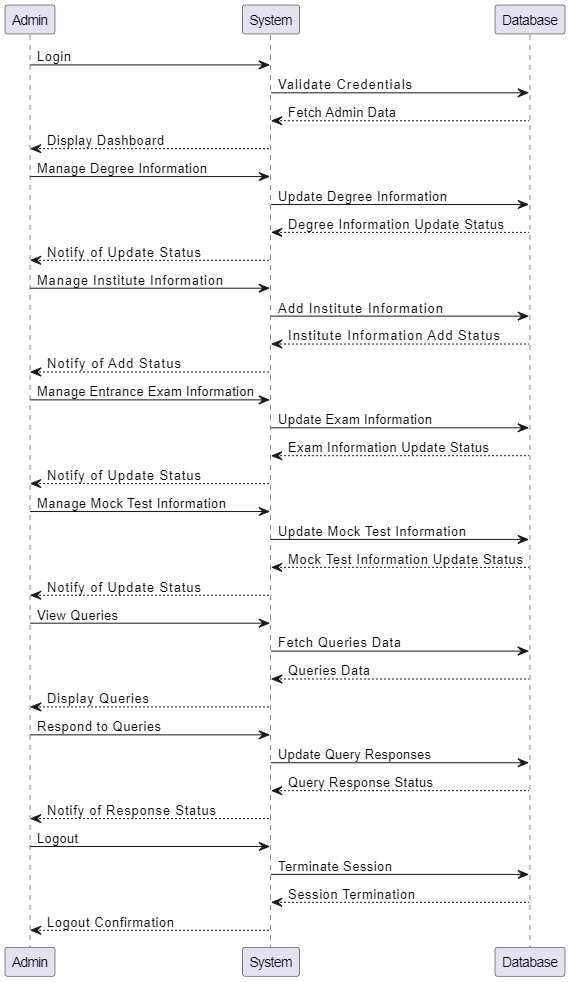 Admin System Database
Login
Validate Credentials
Fetch Admin Data
Display Dashboard
Manage Degree Information
Update Degree Information
Degree Information Update Status
Notify of Update Status
Manage Institute Information
Add Institute Information
Institute Information Add Status
Notify of Add Status
Manage Entrance Exam Information
Update Exam Information
Exam Information Update Status
Notify of Update Status
Manage Mock Test Information
Update Mock Test Information
Mock Test Information Update Status
Notify of Update Status
View Queries
Fetch Queries Data
Queries Data
Display Queries
Respond to Queries
Update Query Responses
Query Response Status
Notify of Response Status
Logout
Terminate Session
Session Termination
Logout Confirmation
Admin System Database